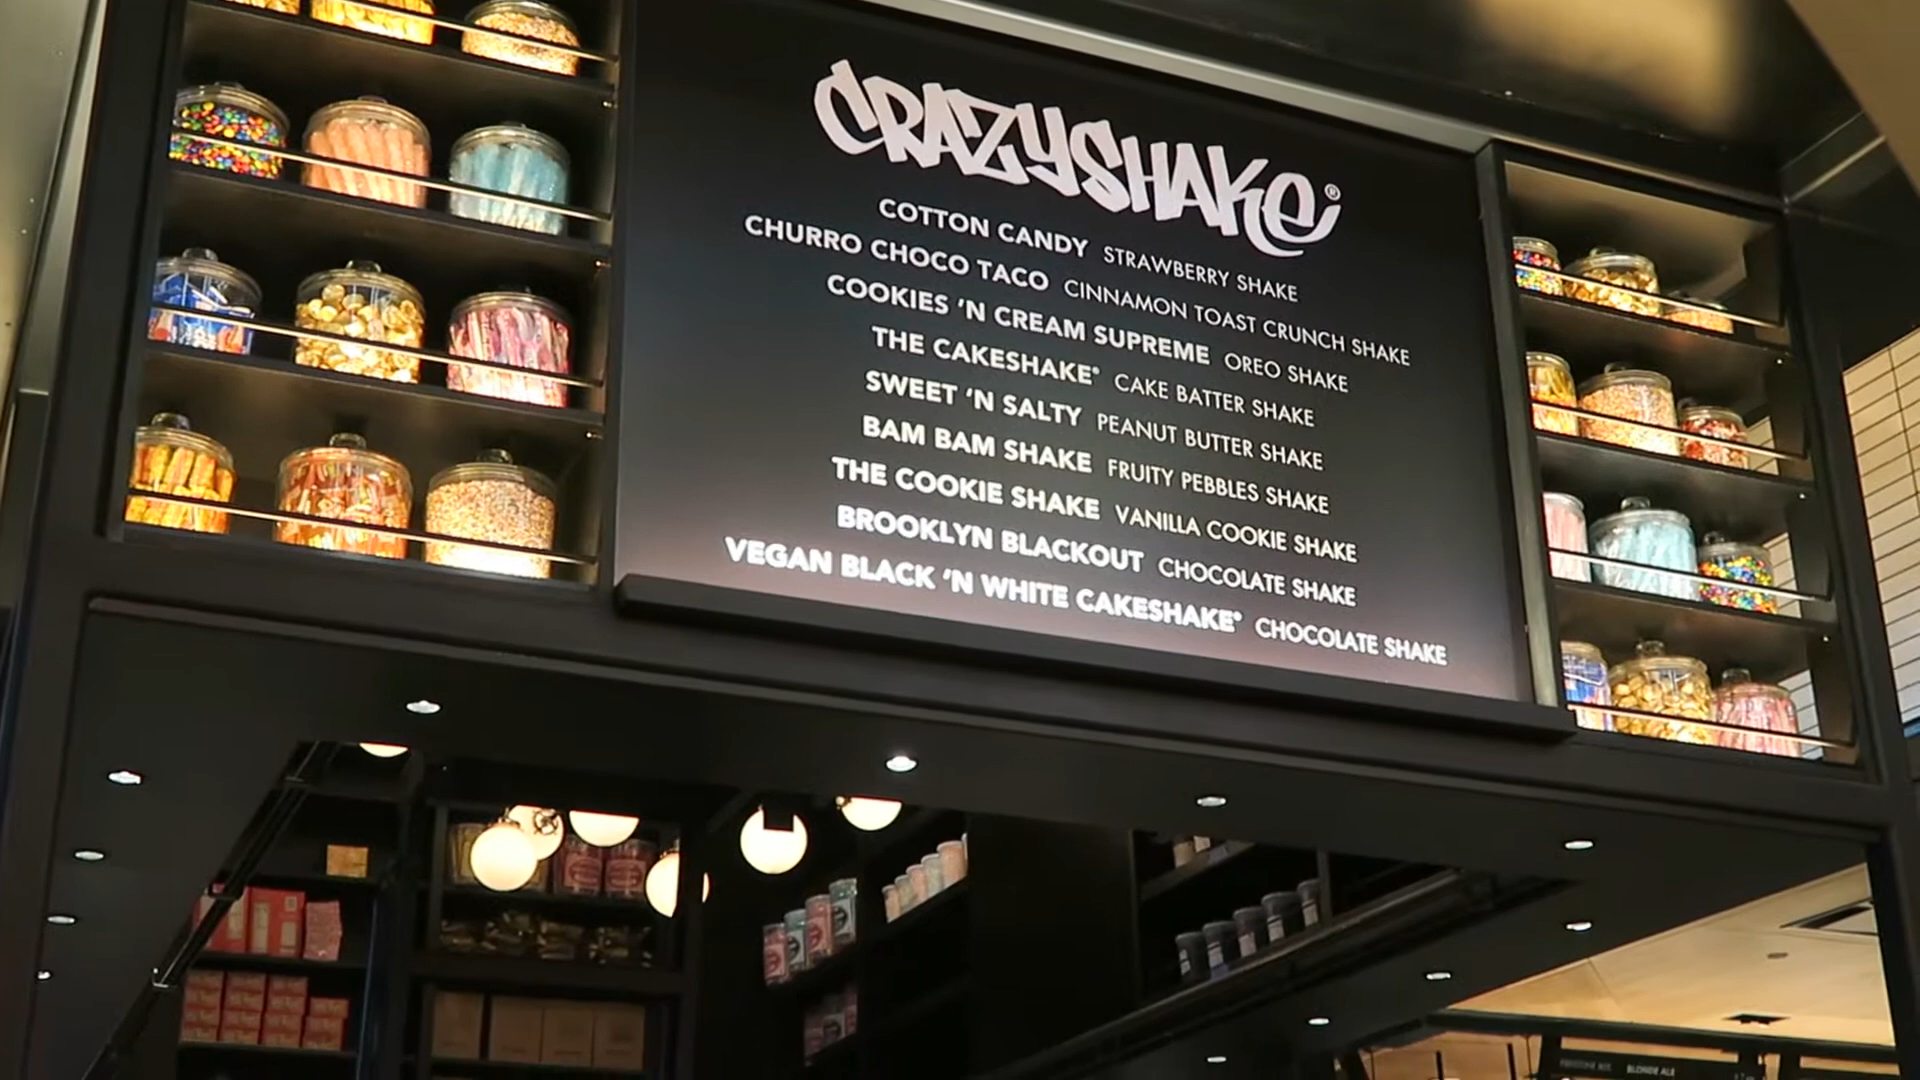 CRAZYSHAKE®
COTTON CANDY STRAWBERRY SHAKE
CHURRO CHOCO TACO CINNAMON TOAST CRUNCH SHAKE
COOKIES 'N CREAM SUPREME OREO SHAKE
THE CAKESHAKE® CAKE BATTER SHAKE
SWEET 'N SALTY PEANUT BUTTER SHAKE
BAM BAM SHAKE FRUITY PEBBLES SHAKE
THE COOKIE SHAKE VANILLA COOKIE SHAKE
BROOKLYN BLACKOUT CHOCOLATE SHAKE
VEGAN BLACK 'N WHITE CAKESHAKE® CHOCOLATE SHAKE
BLONDE ALE